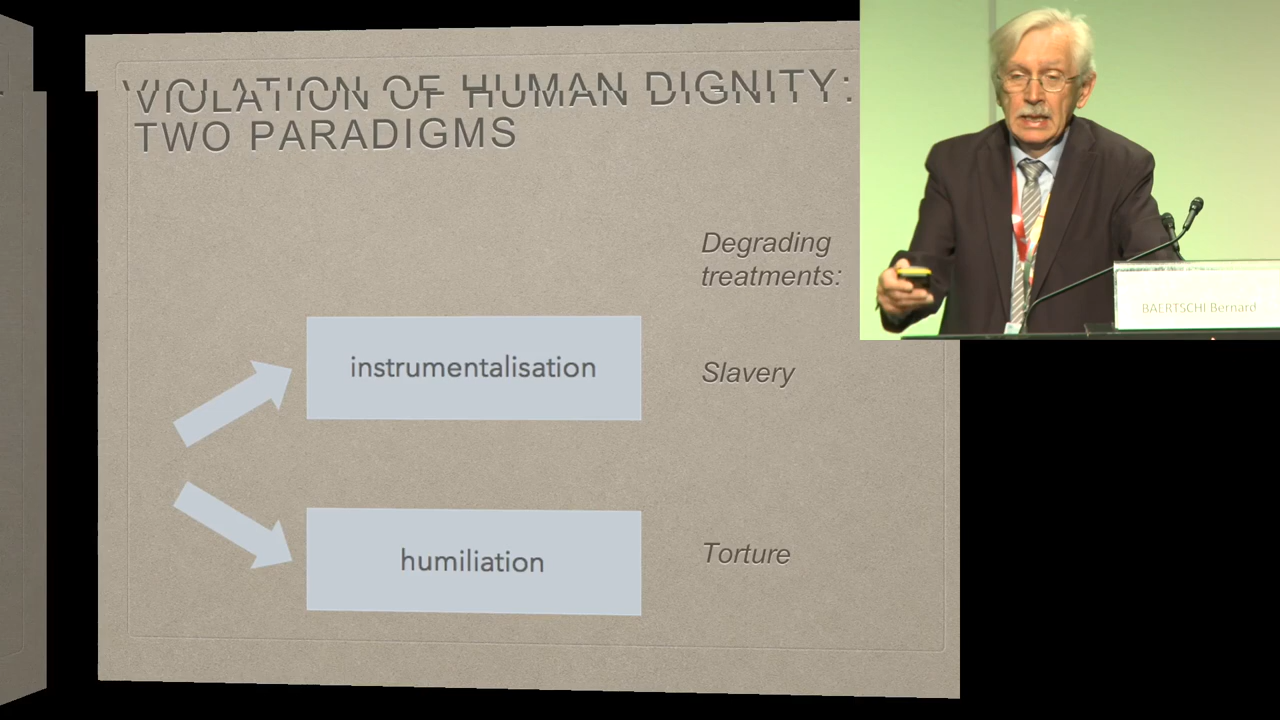 VIOLATION OF HUMAN DIGNITY:
TWO PARADIGMS
Degrading
treatments:
instrumentalisation
Slavery
humiliation
Torture
BAERTSCHI Bernard